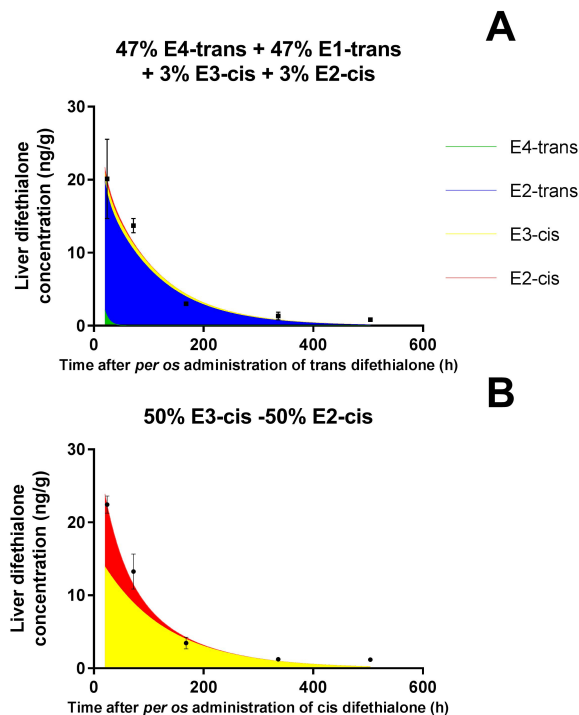 A
47% E4-trans + 47% E1-trans
+ 3% E3-cis + 3% E2-cis
Liver difethialone
concentration (ng/g)
30
20
10
0
0 200 400 600
Time after per os administration of trans difethialone (h)
E4-trans
E2-trans
E3-cis
E2-cis
B
50% E3-cis -50% E2-cis
Liver difethialone
concentration (ng/g)
30
20
10
0
0 200 400 600
Time after per os administration of cis difethialone (h)